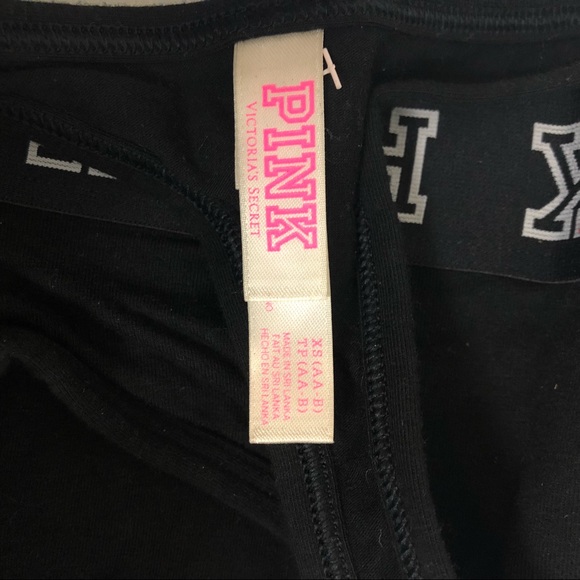 PINK
VICTORIA'S SECRET
XS (AA-B)
TP (AA-B)
MADE IN SRI LANKA
FAIT AU SRI LANKA
HECHO EN SRI LANKA